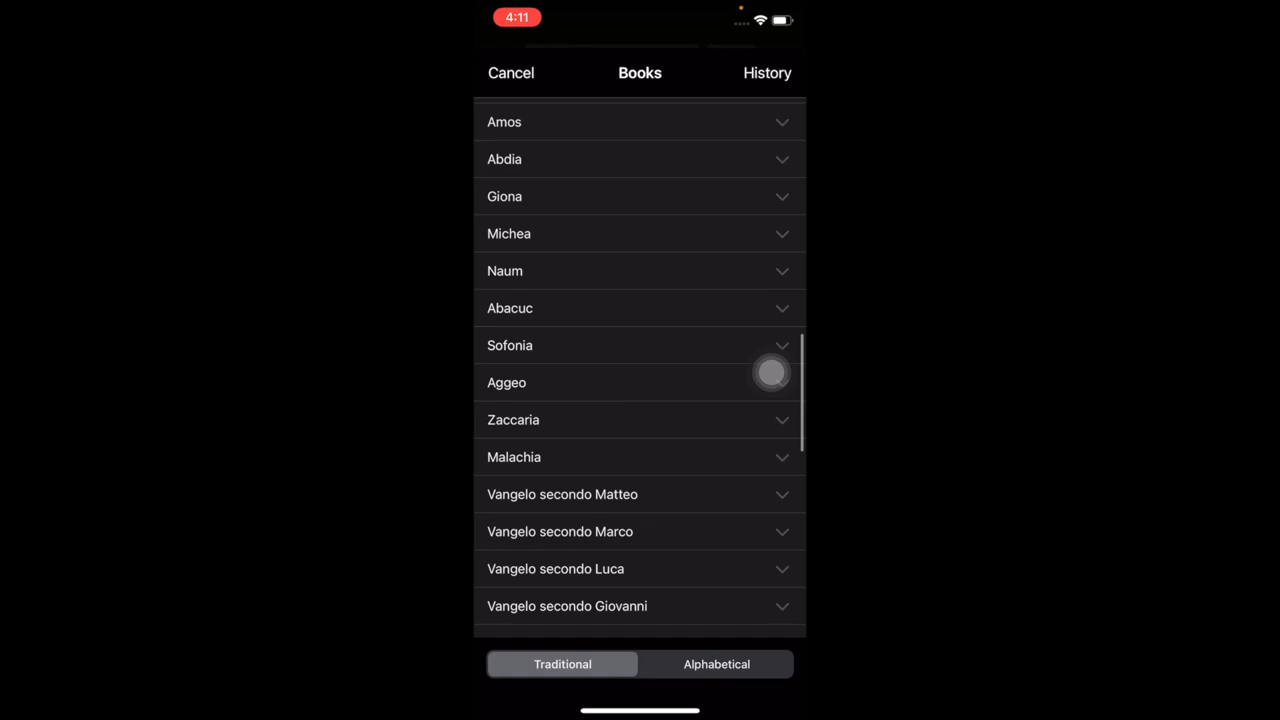 4:11
Cancel Books History
Amos
Abdia
Giona
Michea
Naum
Abacuc
Sofonia
Aggeo
Zaccaria
Malachia
Vangelo secondo Matteo
Vangelo secondo Marco
Vangelo secondo Luca
Vangelo secondo Giovanni
Traditional Alphabetical